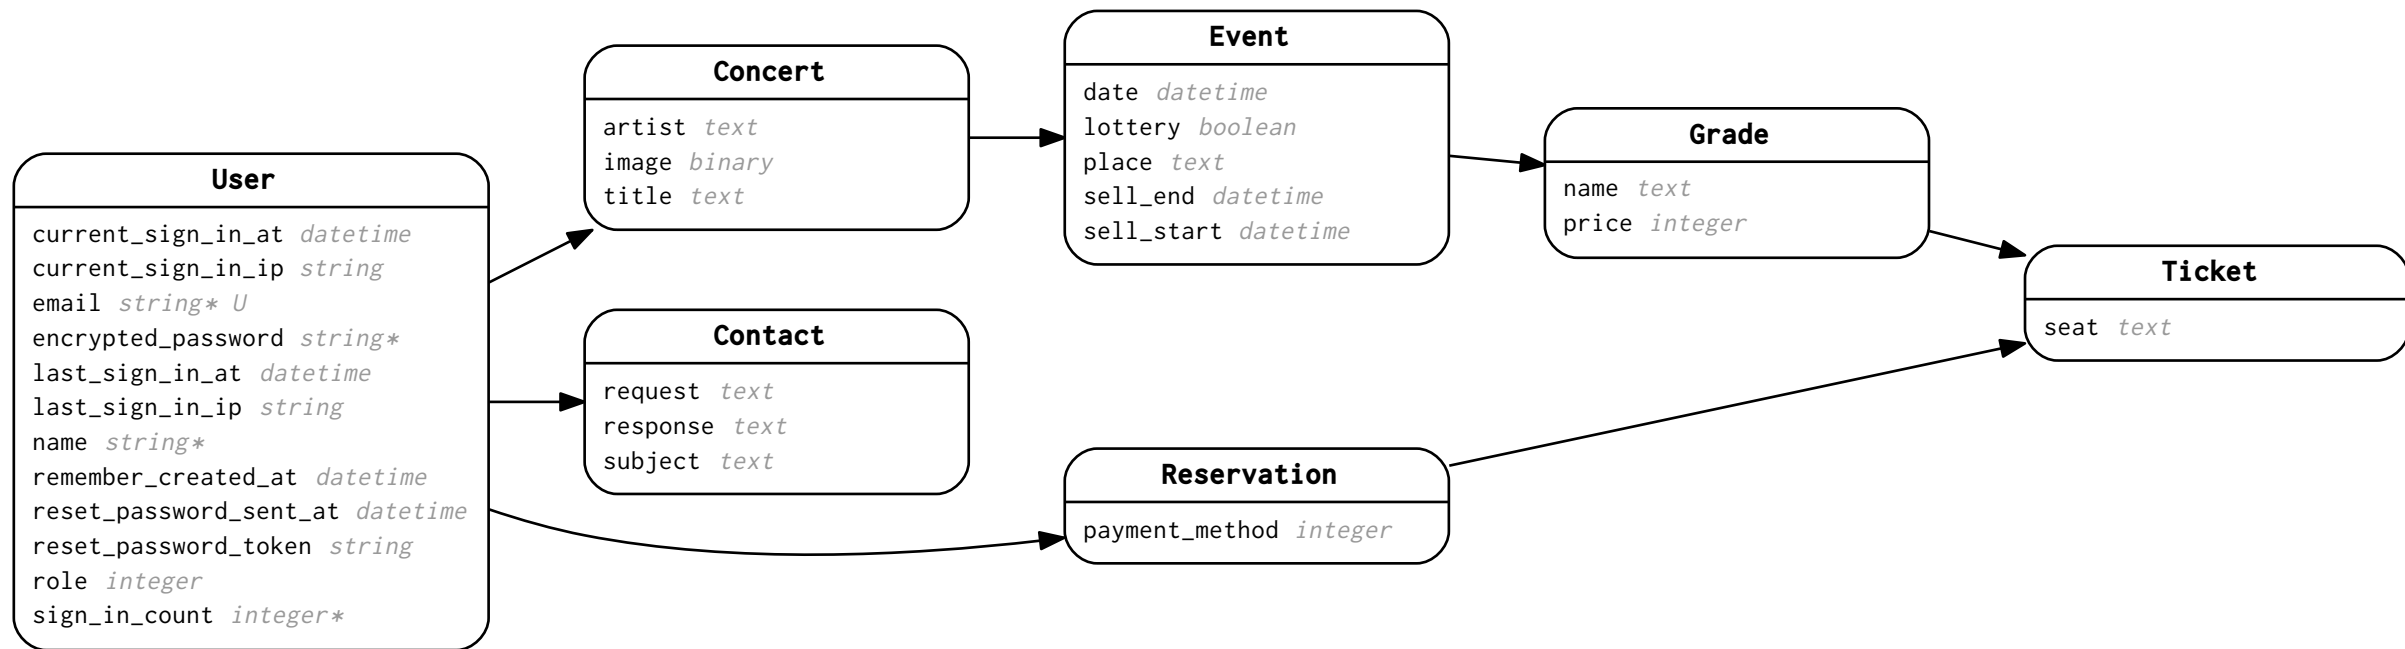 User
current_sign_in_at datetime
current_sign_in_ip string
email string* U
encrypted_password string*
last_sign_in_at datetime
last_sign_in_ip string
name string*
remember_created_at datetime
reset_password_sent_at datetime
reset_password_token string
role integer
sign_in_count integer*
Concert
artist text
image binary
title text
Contact
request text
response text
subject text
Event
date datetime
lottery boolean
place text
sell_end datetime
sell_start datetime
Reservation
payment_method integer
Grade
name text
price integer
Ticket
seat text